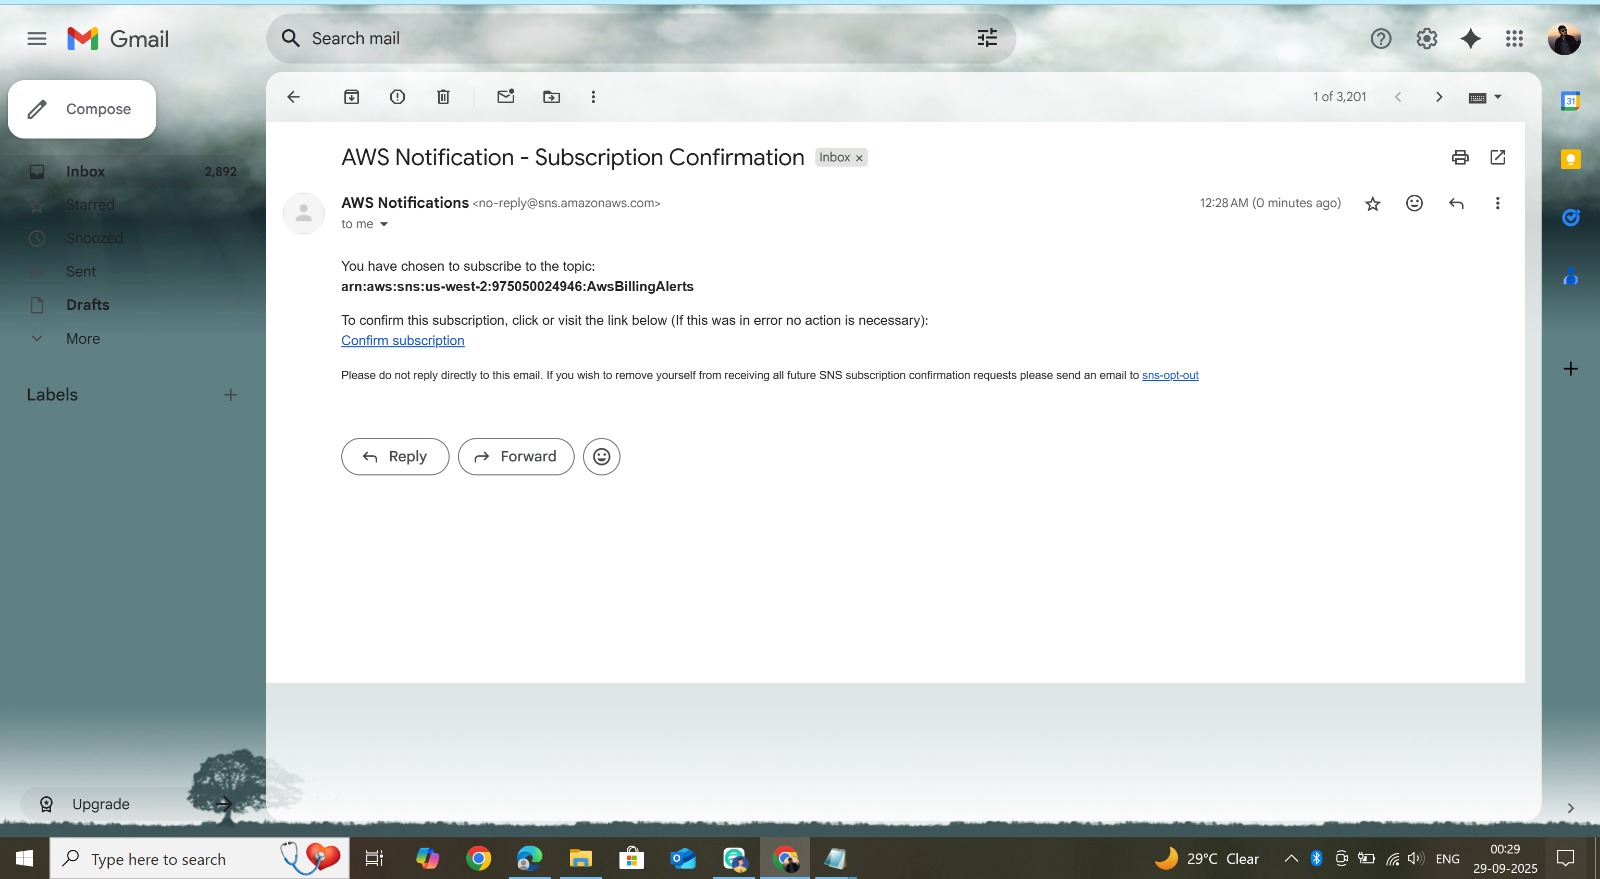 Gmail
Search mail
Compose
Inbox 2,892
Starred
Snoozed
Sent
Drafts
More
Labels
Upgrade
1 of 3,201
AWS Notification - Subscription Confirmation Inbox ×
AWS Notifications <no-reply@sns.amazonaws.com> 12:28 AM (0 minutes ago)
to me
You have chosen to subscribe to the topic:
arn:aws:sns:us-west-2:975050024946:AwsBillingAlerts
To confirm this subscription, click or visit the link below (If this was in error no action is necessary):
Confirm subscription
Please do not reply directly to this email. If you wish to remove yourself from receiving all future SNS subscription confirmation requests please send an email to sns-opt-out
Reply Forward
31
Type here to search
29°C Clear
ENG
00:29
29-09-2025